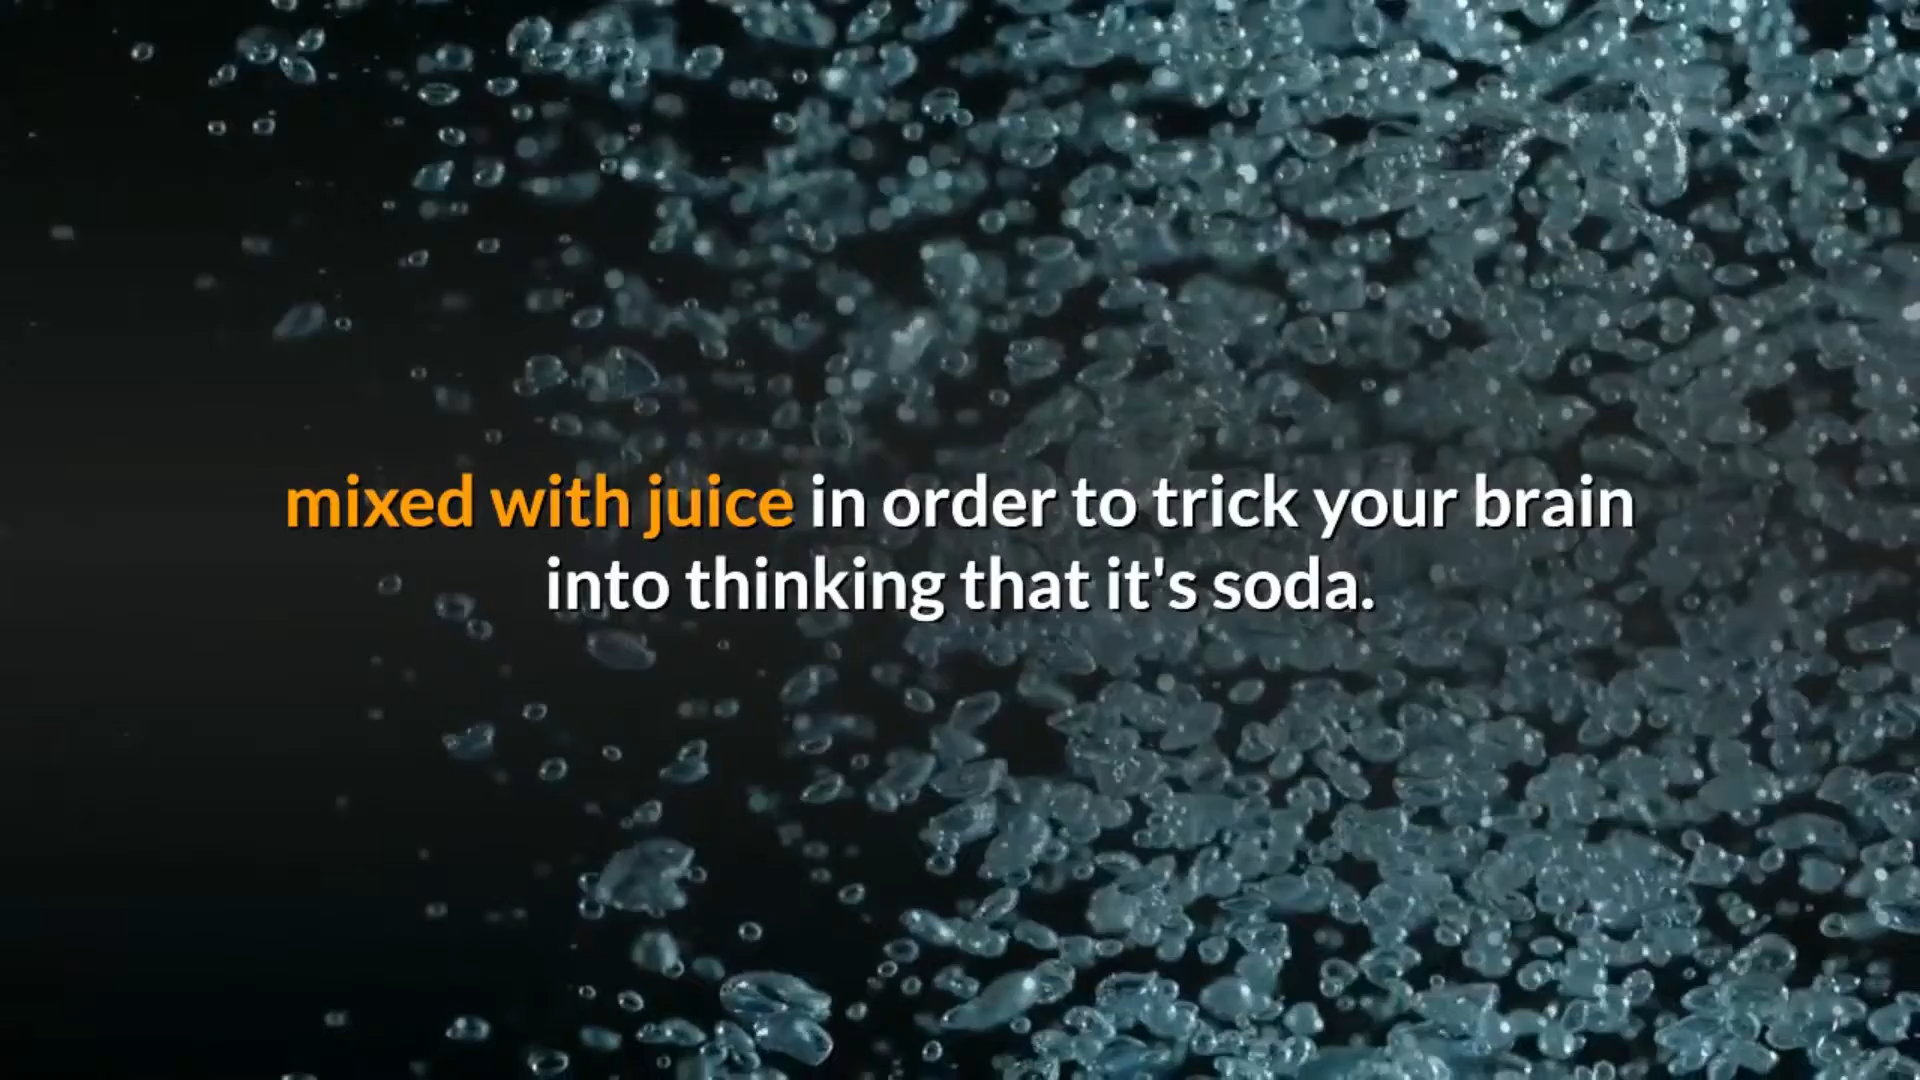 mixed with juice in order to trick your brain
into thinking that it's soda.